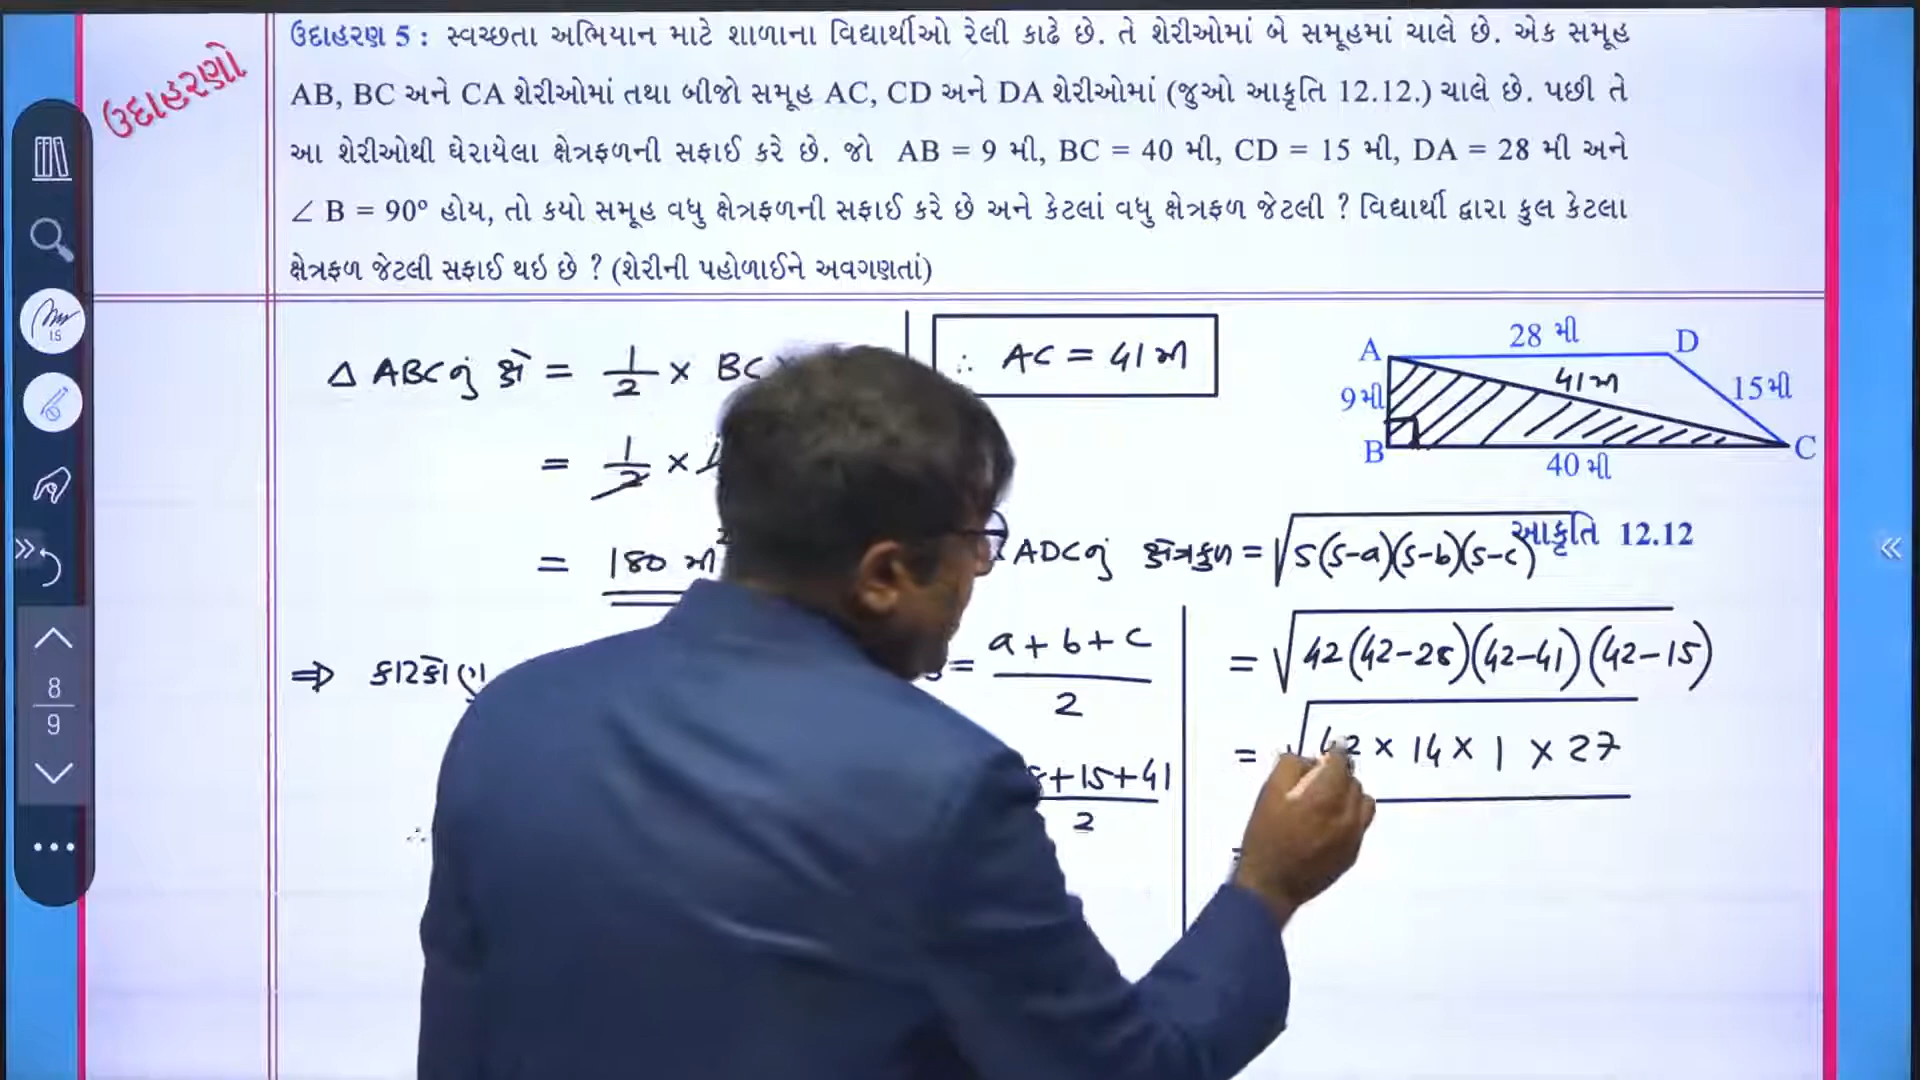 ઉદાહરણો
ઉદાહરણ 5 : સ્વચ્છતા અભિયાન માટે શાળાના વિદ્યાર્થીઓ રેલી કાઢે છે. તે શેરીઓમાં બે સમૂહમાં ચાલે છે. એક સમૂહ
AB, BC અને CA શેરીઓમાં તથા બીજો સમૂહ AC, CD અને DA શેરીઓમાં (જુઓ આકૃતિ 12.12.) ચાલે છે. પછી તે
આ શેરીઓથી ઘેરાયેલા ક્ષેત્રફળની સફાઈ કરે છે. જો AB = 9 મી, BC = 40 મી, CD = 15 મી, DA = 28 મી અને
∠ B = 90° હોય, તો કયો સમૂહ વધુ ક્ષેત્રફળની સફાઈ કરે છે અને કેટલાં વધુ ક્ષેત્રફળ જેટલી ? વિદ્યાર્થી દ્વારા કુલ કેટલા
ક્ષેત્રફળ જેટલી સફાઈ થઇ છે ? (શેરીની પહોળાઈને અવગણતાં)
Δ ABCનું ક્ષે = 1/2 × BC
= 1/2 ×
= 180 મી²
⇒ કાટકોણ
∴ AC = 41 મી
28 મી
A D
41 મી
9 મી 15 મી
B C
40 મી
આકૃતિ 12.12
ADCનું ક્ષેત્રફળ = √s(s-a)(s-b)(s-c)
= a + b + c / 2
+15+41 / 2
= √42(42-28)(42-41)(42-15)
= √42 × 14 × 1 × 27
8
9
15